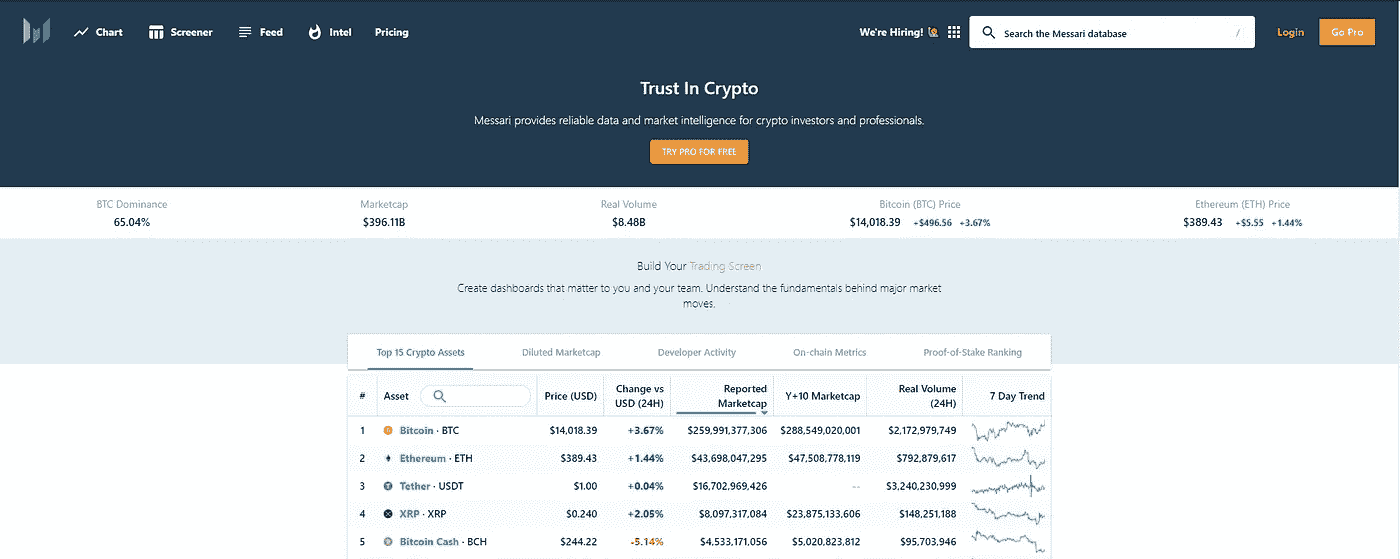 Chart Screener Feed Intel Pricing We're Hiring! Search the Messari database / Login Go Pro
Trust In Crypto
Messari provides reliable data and market intelligence for crypto investors and professionals.
TRY PRO FOR FREE
BTC Dominance Marketcap Real Volume Bitcoin (BTC) Price Ethereum (ETH) Price
65.04% $396.11B $8.48B $14,018.39 +$496.56 +3.67% $389.43 +$5.55 +1.44%
Build Your Trading Screen
Create dashboards that matter to you and your team. Understand the fundamentals behind major market
moves.
Top 15 Crypto Assets Diluted Marketcap Developer Activity On-chain Metrics Proof-of-Stake Ranking
# Asset Price (USD) Change vs USD (24H) Reported Marketcap Y+10 Marketcap Real Volume (24H) 7 Day Trend
1 Bitcoin · BTC $14,018.39 +3.67% $259,991,377,306 $288,549,020,001 $2,172,979,749
2 Ethereum · ETH $389.43 +1.44% $43,698,047,295 $47,508,778,119 $792,879,617
3 Tether · USDT $1.00 +0.04% $16,702,969,426 -- $3,240,230,999
4 XRP · XRP $0.240 +2.05% $8,097,317,084 $23,875,133,606 $148,251,188
5 Bitcoin Cash · BCH $244.22 -5.14% $4,533,171,056 $5,020,823,812 $95,703,946